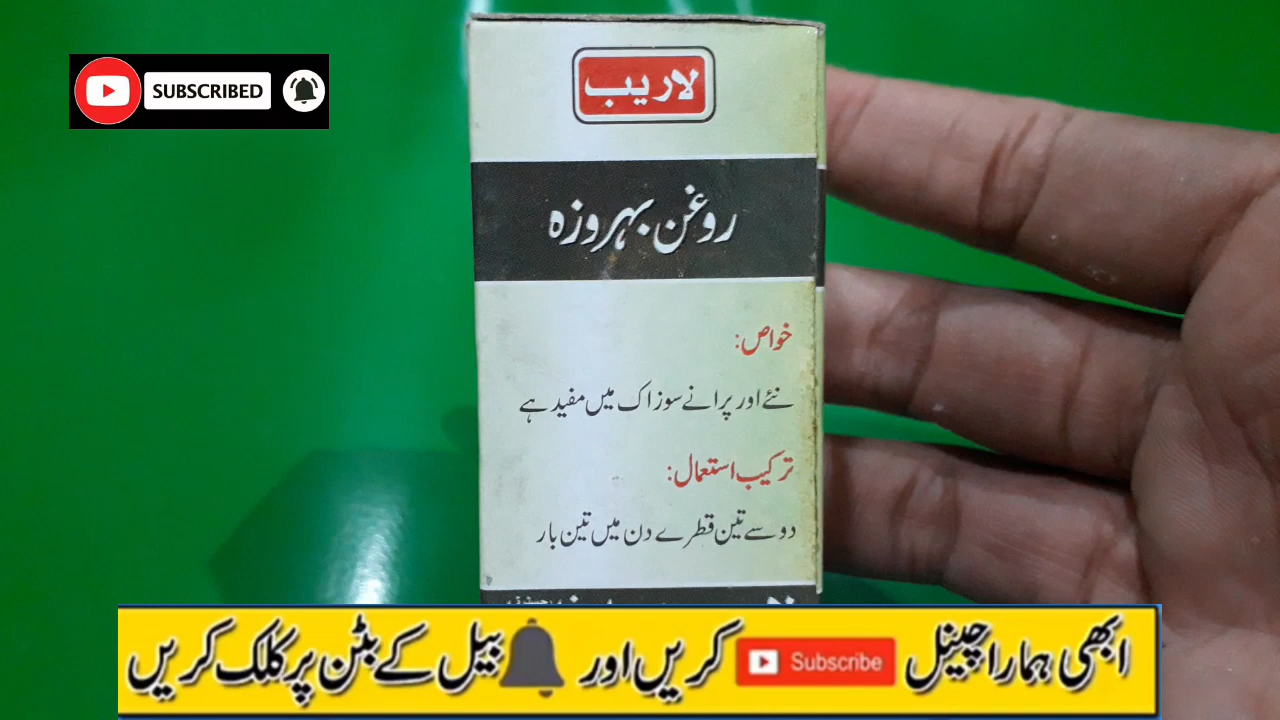 SUBSCRIBED
لاریب
روغن بہروزہ
خواص:
نئے اور پرانے سوزاک میں مفید ہے
ترکیب استعمال:
دو سے تین قطرے دن میں تین بار
ابھی ہمارا چینل Subscribe کریں اور بیل کے بٹن پر کلک کریں